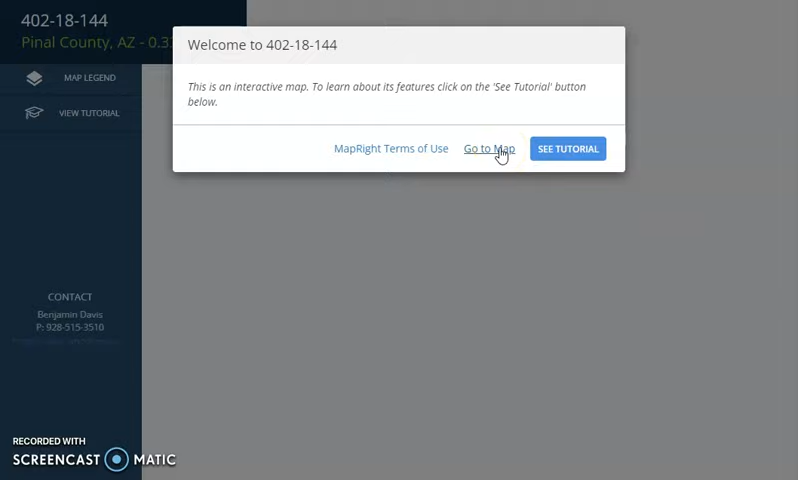 402-18-144
Pinal County, AZ - 0.3
Welcome to 402-18-144
This is an interactive map. To learn about its features click on the 'See Tutorial' button
below.
MapRight Terms of Use
Go to Map
SEE TUTORIAL
MAP LEGEND
VIEW TUTORIAL
CONTACT
Benjamin Davis
P: 928-515-3510
RECORDED WITH
SCREENCAST MATIC